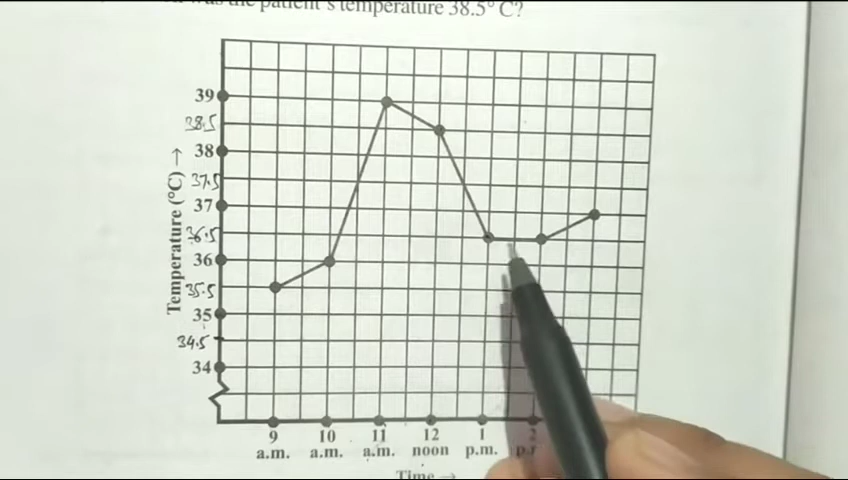 was the patient's temperature 38.5° C?
39
38.5
38
37.5
37
36.5
36
35.5
35
34.5
34
Temperature (°C) →
9 10 11 12 1 2
a.m. a.m. a.m. noon p.m.
Time →